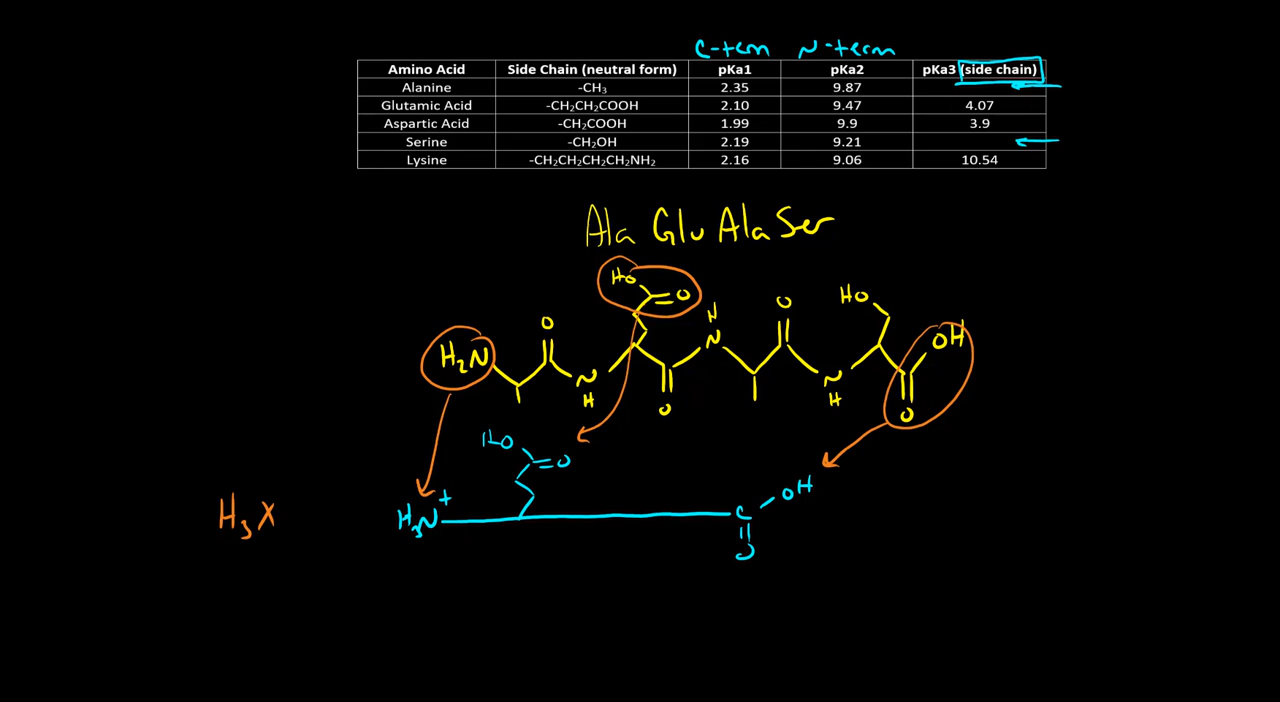 C-tem N-term
Amino Acid Side Chain (neutral form) pKa1 pKa2 pKa3 (side chain)
Alanine -CH₃ 2.35 9.87
Glutamic Acid -CH₂CH₂COOH 2.10 9.47 4.07
Aspartic Acid -CH₂COOH 1.99 9.9 3.9
Serine -CH₂OH 2.19 9.21
Lysine -CH₂CH₂CH₂CH₂NH₂ 2.16 9.06 10.54
Ala Glu Ala Ser
HO O
O H N O HO
H₂N OH
N H O N H O
HO O
OH
H₃X H₃N+ C
O